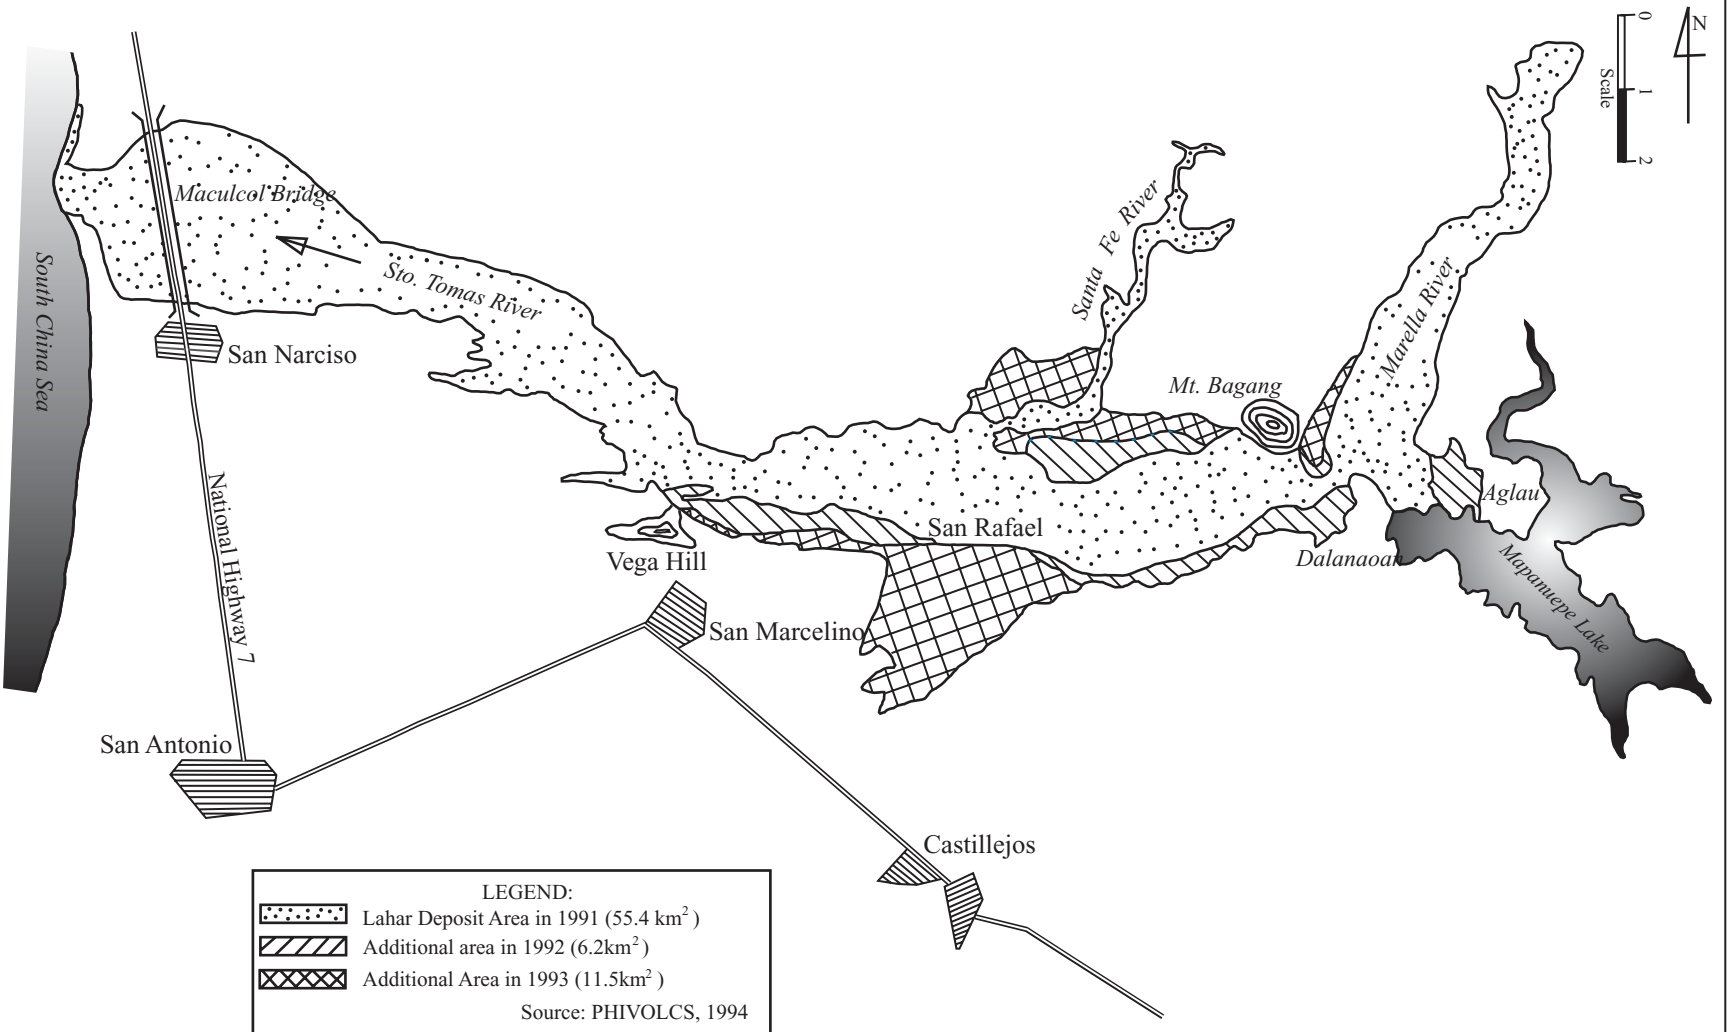 0
1
2
Scale
N
Maculcol Bridge
Sto. Tomas River
South China Sea
San Narciso
Santa Fe River
Marella River
Mt. Bagang
National Highway 7
San Rafael
Aglau
Dalanaoan
Mapanuepe Lake
Vega Hill
San Marcelino
San Antonio
Castillejos
LEGEND:
Lahar Deposit Area in 1991 (55.4 km²)
Additional area in 1992 (6.2km²)
Additional Area in 1993 (11.5km²)
Source: PHIVOLCS, 1994